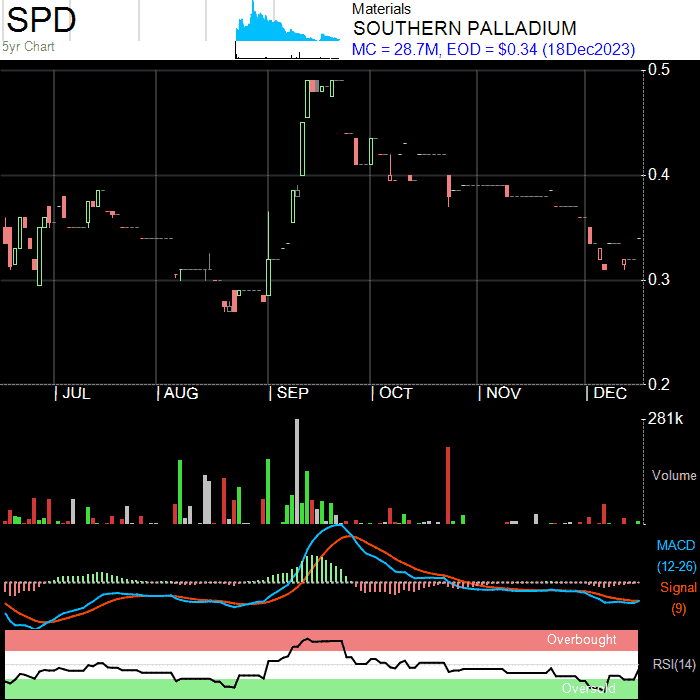 SPD
5yr Chart
Materials
SOUTHERN PALLADIUM
MC = 28.7M, EOD = $0.34 (18Dec2023)
0.5
0.4
0.3
0.2
JUL
AUG
SEP
OCT
NOV
DEC
281k
Volume
MACD
(12-26)
Signal
(9)
Overbought
RSI(14)
Oversold